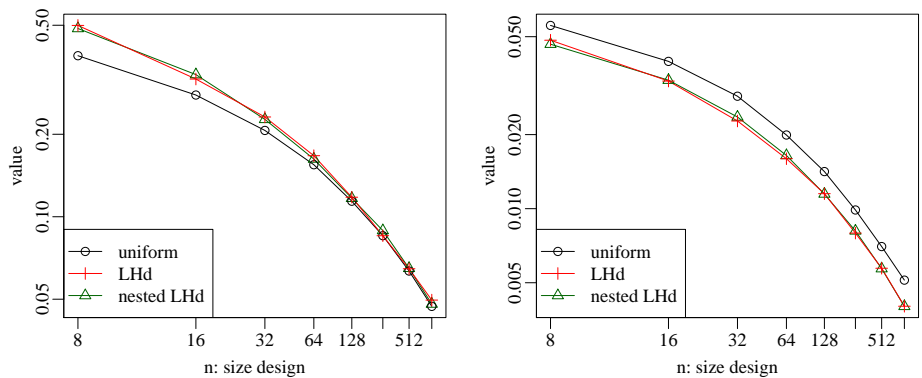 0.50
0.20
0.10
0.05
value
uniform
LHd
nested LHd
8 16 32 64 128 512
n: size design
0.050
0.020
0.010
0.005
value
uniform
LHd
nested LHd
8 16 32 64 128 512
n: size design